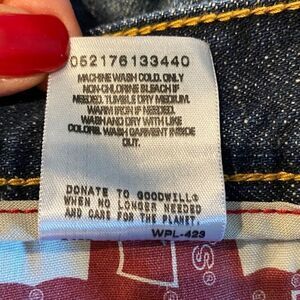 052176133440
MACHINE WASH COLD. ONLY
NON-CHLORINE BLEACH IF
NEEDED. TUMBLE DRY MEDIUM.
WARM IRON IF NEEDED.
WASH AND DRY WITH LIKE
COLORS. WASH GARMENT INSIDE
OUT.
DONATE TO GOODWILL®
WHEN NO LONGER NEEDED
AND CARE FOR THE PLANET.
WPL-423